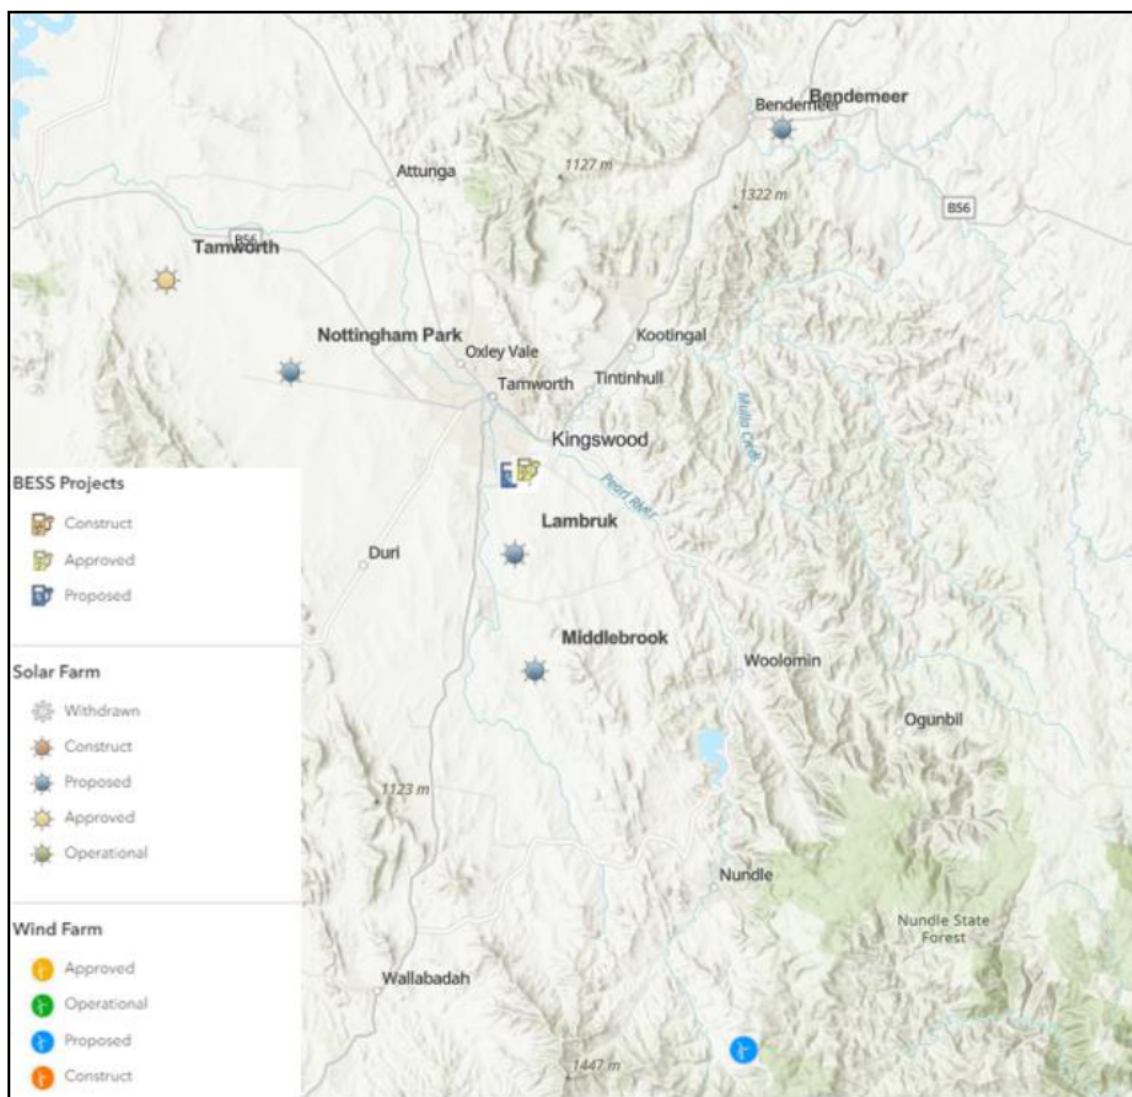 Bendemeer
Bendemeer
1127 m
Attunga
1322 m
B56
B56
Tamworth
Nottingham Park
Kootingal
Oxley Vale
Tamworth
Tintinhull
Mulla Creek
Kingswood
BESS Projects
Construct
Approved
Proposed
Peel River
Lambruk
Duri
Middlebrook
Woolomin
Solar Farm
Withdrawn
Construct
Proposed
Approved
Operational
Ogunbil
1123 m
Nundle
Nundle State
Forest
Wind Farm
Approved
Operational
Proposed
Construct
Wallabadah
1447 m